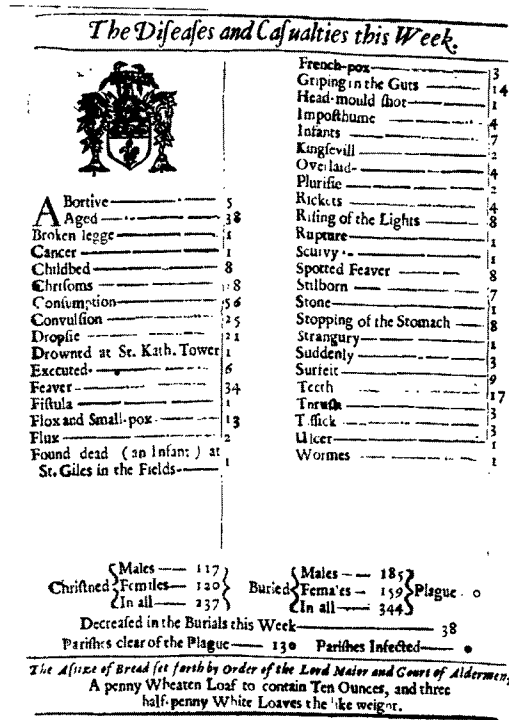 The Diſeaſes and Caſualties this Week.
ABortive — 5
Aged — 38
Broken legge — 1
Cancer — 1
Childbed — 8
Chriſoms — 18
Conſumption — 56
Convulſion — 25
Dropſie — 21
Drowned at St. Kath. Tower 1
Executed — 6
Feaver — 34
Fiſtula — 1
Flox and Small-pox — 13
Flux — 2
Found dead (an Infant) at
St. Giles in the Fields — 1
French-pox — 3
Griping in the Guts — 14
Head-mould ſhot — 1
Impoſthume — 4
Infants — 7
Kingſevill — 2
Overlaid — 4
Pluriſie — 2
Rickets — 4
Riſing of the Lights — 8
Rupture — 1
Scurvy — 1
Spotted Feaver — 8
Stilborn — 7
Stone — 1
Stopping of the Stomach — 8
Strangury — 1
Suddenly — 3
Surfeit — 9
Teeth — 17
Thruſh — 3
Tiſſick — 3
Ulcer — 1
Wormes — 1
Chriſtned { Males — 117 Females — 120 In all — 237 } Buried { Males — 185 Females — 159 In all — 344 } Plague — 0
Decreaſed in the Burials this Week — 38
Pariſhes clear of the Plague — 130 Pariſhes Infected — 0
The Aſſize of Bread ſet forth by Order of the Lord Maior and Court of Aldermen,
A penny Wheaten Loaf to contain Ten Ounces, and three
half-penny White Loaves the like weight.